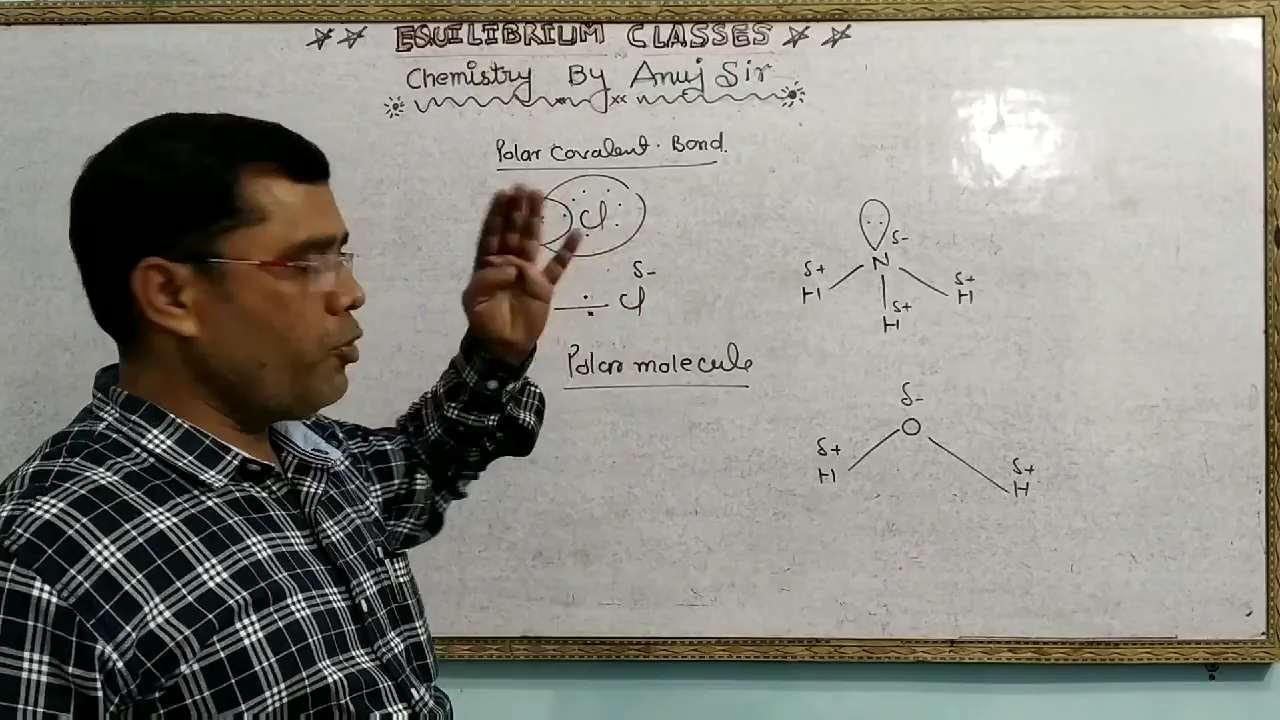 EQUILIBRIUM CLASSES
Chemistry By Anuj Sir
Polar Covalent Bond.
Cl
δ-
Cl
Polar molecule
δ-
N
δ+
H
δ+
H
δ+
H
δ-
O
δ+
H
δ+
H